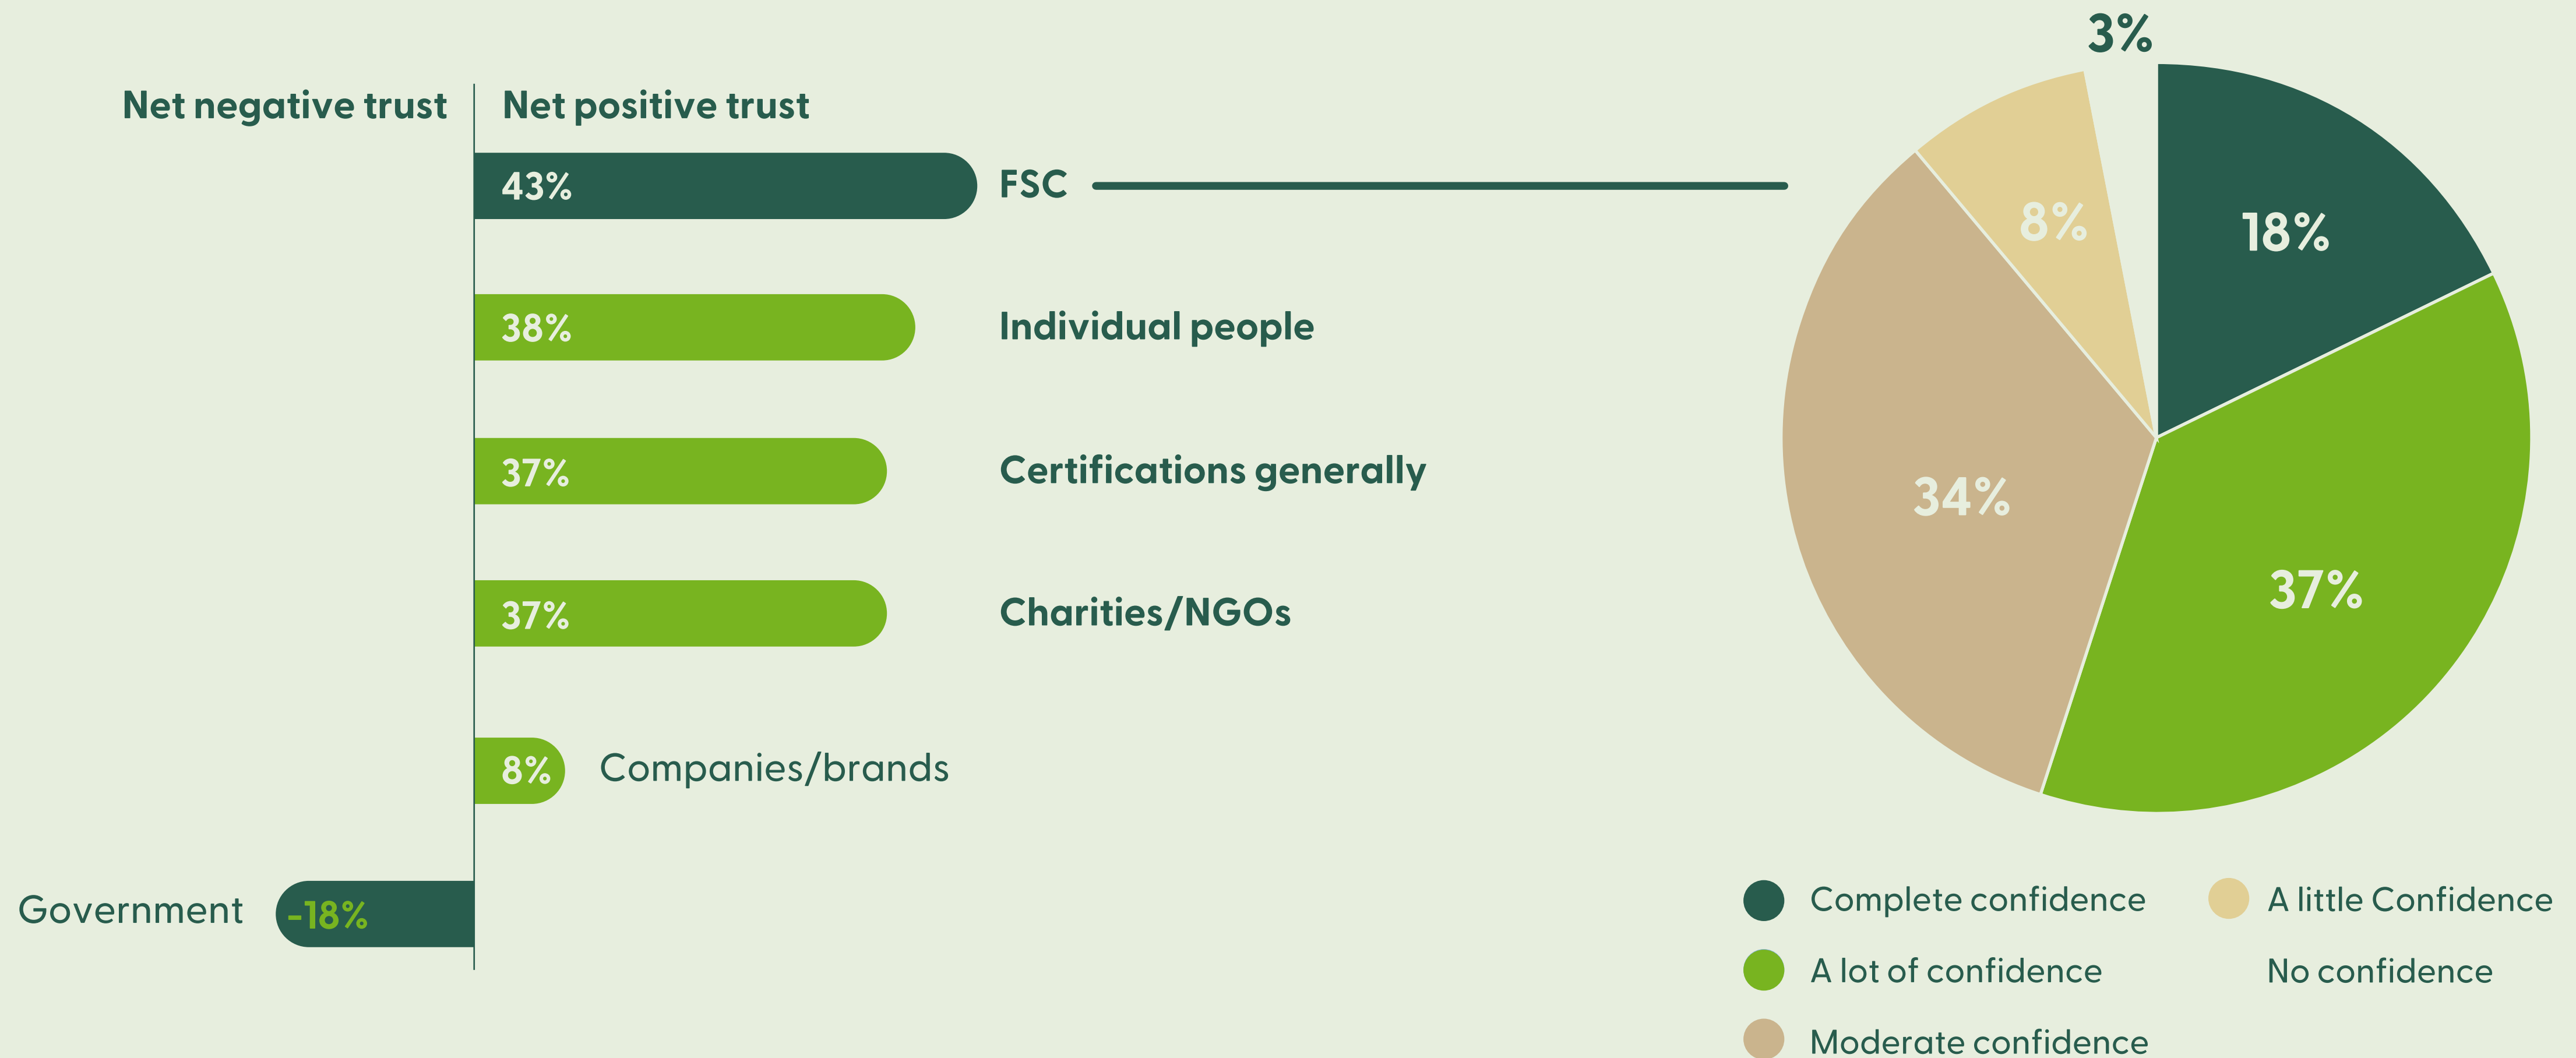 Net negative trust
Net positive trust
43%
FSC
38%
Individual people
37%
Certifications generally
37%
Charities/NGOs
8%
Companies/brands
Government
-18%
3%
18%
8%
34%
37%
Complete confidence
A lot of confidence
Moderate confidence
A little Confidence
No confidence